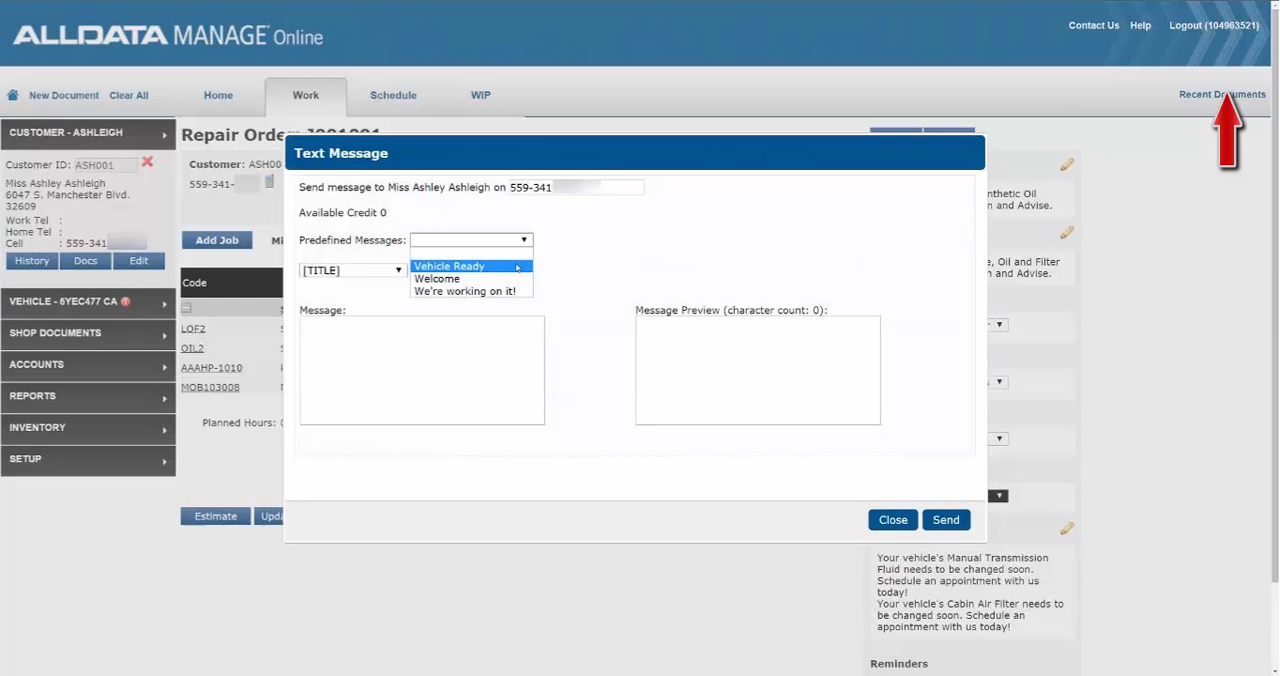 ALLDATA MANAGE Online
Contact Us Help Logout (104963521)
New Document Clear All Home Work Schedule WIP
Recent Documents
CUSTOMER - ASHLEIGH
Customer ID: ASH001
Miss Ashley Ashleigh
6047 S. Manchester Blvd.
32609
Work Tel :
Home Tel :
Cell : 559-341
History Docs Edit
VEHICLE - 6YEC477 CA
SHOP DOCUMENTS
ACCOUNTS
REPORTS
INVENTORY
SETUP
Repair Order
Customer: ASH00
559-341-
Add Job
Code
LOF2
OIL2
AAAHP-1010
MOB103008
Planned Hours:
Estimate
Text Message
Send message to Miss Ashley Ashleigh on 559-341
Available Credit 0
Predefined Messages:
Vehicle Ready
Welcome
We're working on it!
[TITLE]
Message:
Message Preview (character count: 0):
Close Send
nthetic Oil
n and Advise.
e, Oil and Filter
n and Advise.
Your vehicle's Manual Transmission
Fluid needs to be changed soon.
Schedule an appointment with us
today!
Your vehicle's Cabin Air Filter needs to
be changed soon. Schedule an
appointment with us today!
Reminders